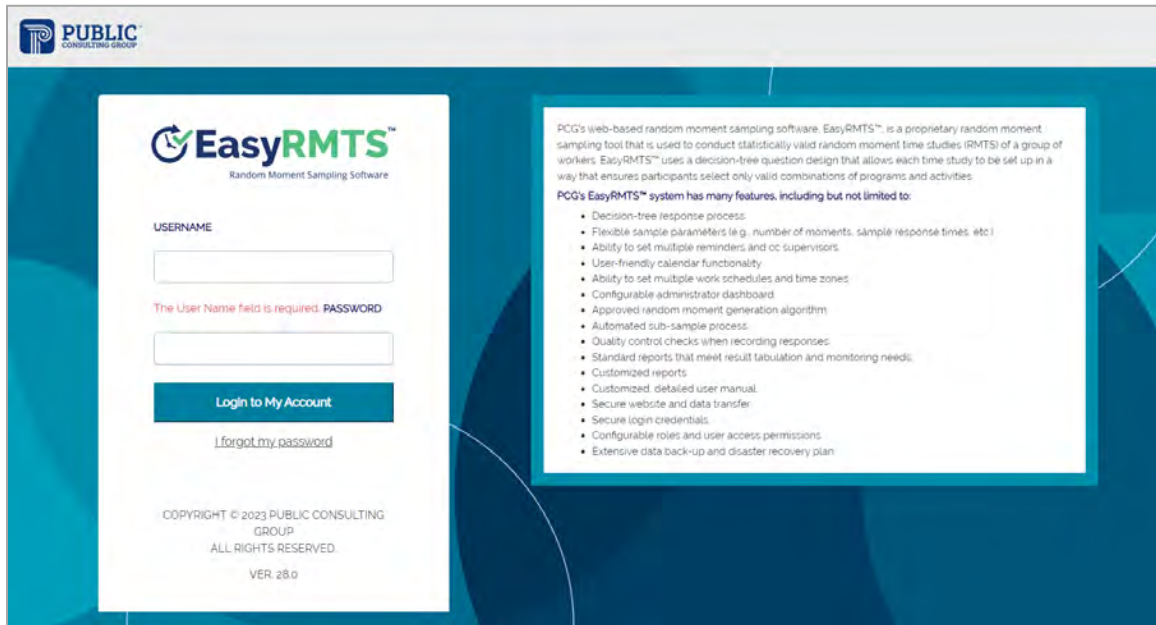 PUBLIC
CONSULTING GROUP
EasyRMTS™
Random Moment Sampling Software
USERNAME
The User Name field is required. PASSWORD
Login to My Account
I forgot my password
COPYRIGHT © 2023 PUBLIC CONSULTING
GROUP
ALL RIGHTS RESERVED.
VER. 28.0
PCG's web-based random moment sampling software, EasyRMTS™, is a proprietary random moment
sampling tool that is used to conduct statistically valid random moment time studies (RMTS) of a group of
workers. EasyRMTS™ uses a decision-tree question design that allows each time study to be set up in a
way that ensures participants select only valid combinations of programs and activities.
PCG's EasyRMTS™ system has many features, including but not limited to:
• Decision-tree response process
• Flexible sample parameters (e.g., number of moments, sample response times, etc.)
• Ability to set multiple reminders and cc supervisors
• User-friendly calendar functionality
• Ability to set multiple work schedules and time zones
• Configurable administrator dashboard
• Approved random moment generation algorithm
• Automated sub-sample process
• Quality control checks when recording responses
• Standard reports that meet result tabulation and monitoring needs
• Customized reports
• Customized, detailed user manual
• Secure website and data transfer
• Secure login credentials
• Configurable roles and user access permissions
• Extensive data back-up and disaster recovery plan